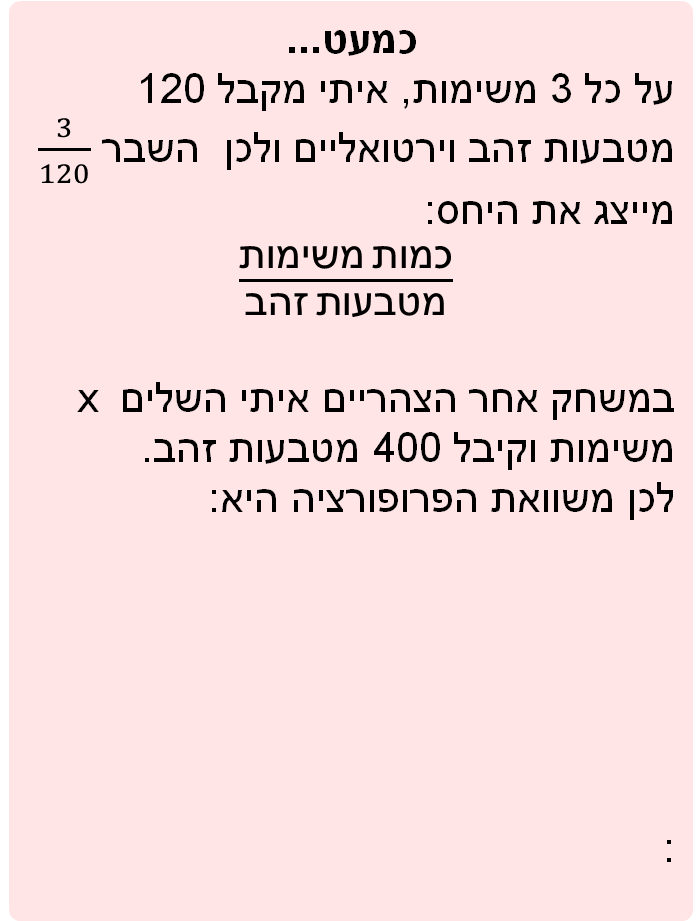 כמעט...
על כל 3 משימות, איתי מקבל 120
מטבעות זהב וירטואליים ולכן השבר 3/120
מייצג את היחס:
כמות משימות
מטבעות זהב
במשחק אחר הצהריים איתי השלים x
משימות וקיבל 400 מטבעות זהב.
לכן משוואת הפרופורציה היא:
: